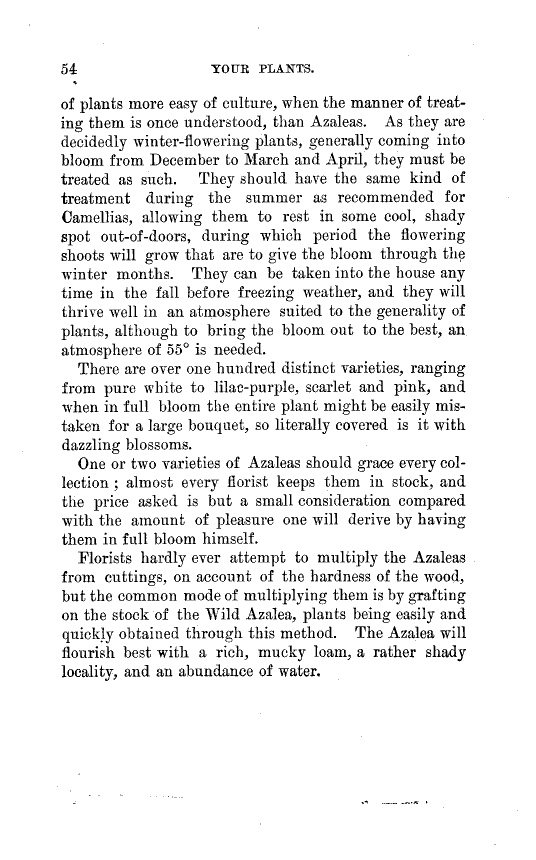 54 YOUR PLANTS.
of plants more easy of culture, when the manner of treat-
ing them is once understood, than Azaleas. As they are
decidedly winter-flowering plants, generally coming into
bloom from December to March and April, they must be
treated as such. They should have the same kind of
treatment during the summer as recommended for
Camellias, allowing them to rest in some cool, shady
spot out-of-doors, during which period the flowering
shoots will grow that are to give the bloom through the
winter months. They can be taken into the house any
time in the fall before freezing weather, and they will
thrive well in an atmosphere suited to the generality of
plants, although to bring the bloom out to the best, an
atmosphere of 55° is needed.
There are over one hundred distinct varieties, ranging
from pure white to lilac-purple, scarlet and pink, and
when in full bloom the entire plant might be easily mis-
taken for a large bouquet, so literally covered is it with
dazzling blossoms.
One or two varieties of Azaleas should grace every col-
lection ; almost every florist keeps them in stock, and
the price asked is but a small consideration compared
with the amount of pleasure one will derive by having
them in full bloom himself.
Florists hardly ever attempt to multiply the Azaleas
from cuttings, on account of the hardness of the wood,
but the common mode of multiplying them is by grafting
on the stock of the Wild Azalea, plants being easily and
quickly obtained through this method. The Azalea will
flourish best with a rich, mucky loam, a rather shady
locality, and an abundance of water.